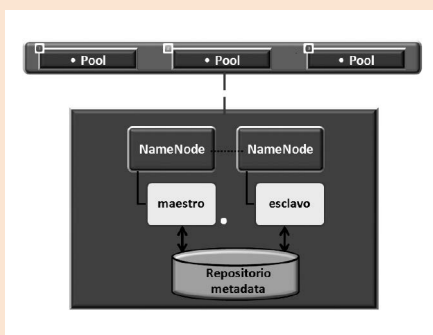 • Pool
• Pool
• Pool
NameNode
NameNode
maestro
esclavo
Repositorio
metadata